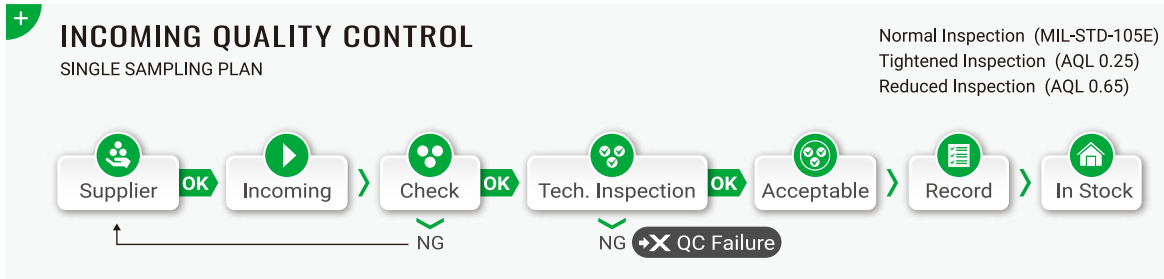 INCOMING QUALITY CONTROL
SINGLE SAMPLING PLAN
Normal Inspection (MIL-STD-105E)
Tightened Inspection (AQL 0.25)
Reduced Inspection (AQL 0.65)
Supplier OK Incoming Check OK Tech. Inspection OK Acceptable Record In Stock
NG NG QC Failure